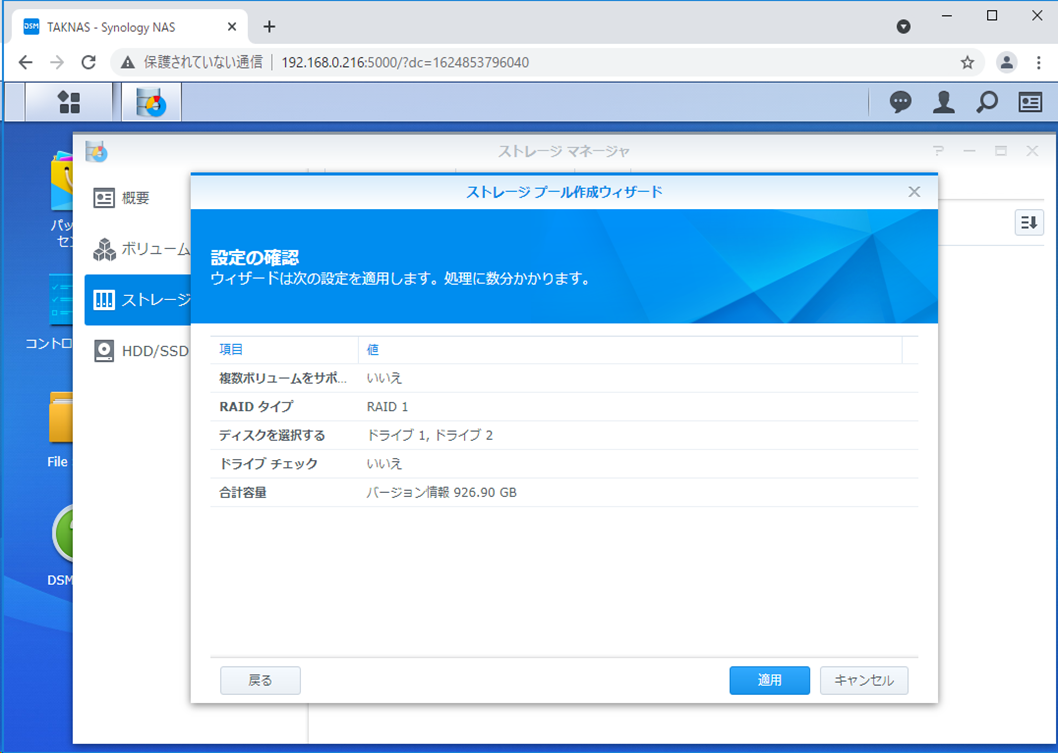 DSM TAKNAS - Synology NAS
保護されていない通信 192.168.0.216:5000/?dc=1624853796040
ストレージ マネージャ
概要
ボリューム
ストレージ
HDD/SSD
パッ
セン
コントロ
File
DSM
ストレージ プール作成ウィザード
設定の確認
ウィザードは次の設定を適用します。処理に数分かかります。
項目 値
複数ボリュームをサポ... いいえ
RAID タイプ RAID 1
ディスクを選択する ドライブ 1, ドライブ 2
ドライブ チェック いいえ
合計容量 バージョン情報 926.90 GB
戻る 適用 キャンセル